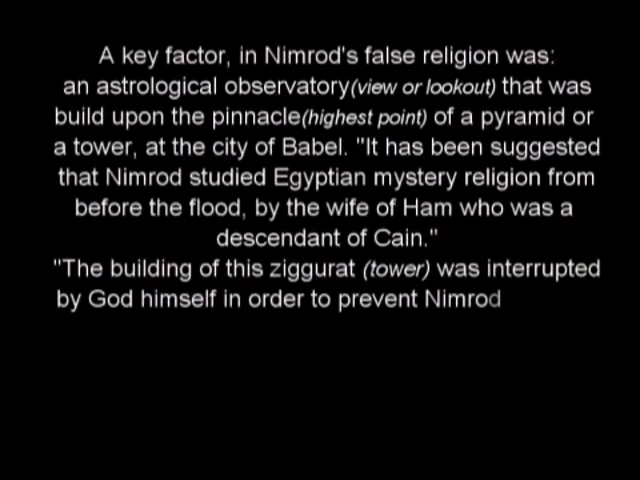 A key factor, in Nimrod's false religion was:
an astrological observatory(view or lookout) that was
build upon the pinnacle(highest point) of a pyramid or
a tower, at the city of Babel. "It has been suggested
that Nimrod studied Egyptian mystery religion from
before the flood, by the wife of Ham who was a
descendant of Cain."
"The building of this ziggurat (tower) was interrupted
by God himself in order to prevent Nimrod